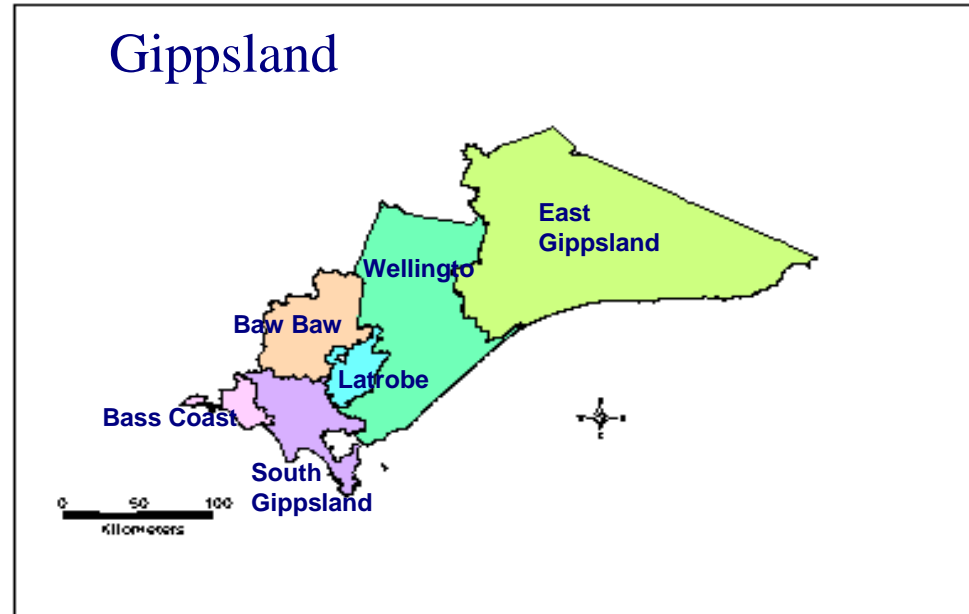 Gippsland
East
Gippsland
Wellingto
Baw Baw
Latrobe
Bass Coast
South
Gippsland
0 50 100
Kilometers